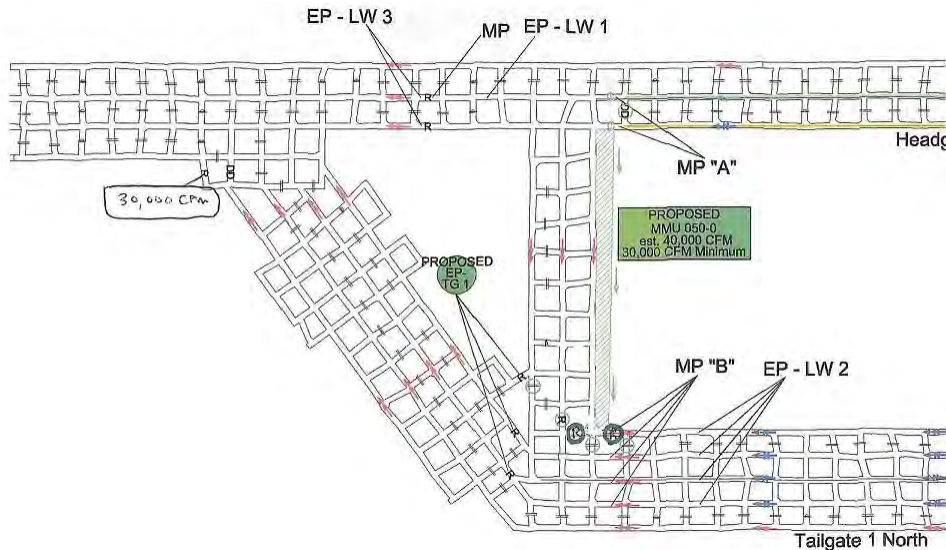 EP - LW 3
MP
EP - LW 1
R
R
Headg
MP "A"
30,000 CFM
PROPOSED
MMU 050-0
est. 40,000 CFM
30,000 CFM Minimum
PROPOSED
EP-
TG 1
R
R
R
R
MP "B"
EP - LW 2
Tailgate 1 North